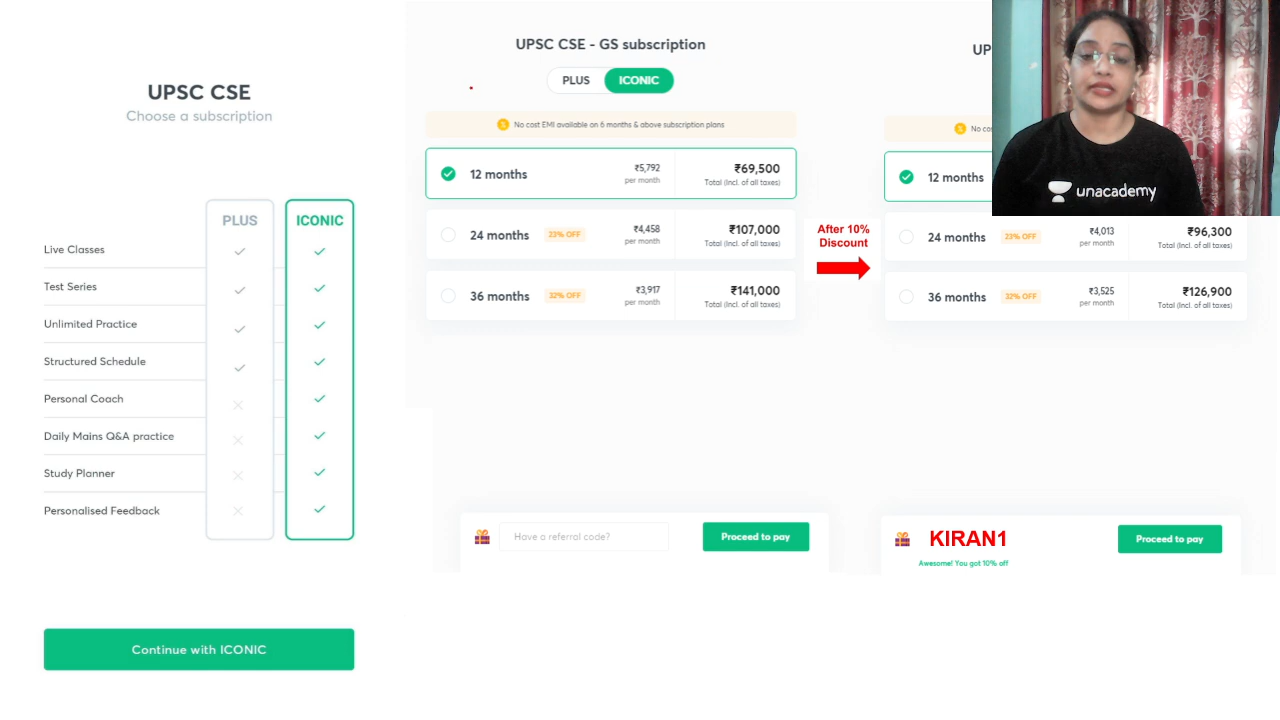 UPSC CSE
Choose a subscription
PLUS
ICONIC
Live Classes
Test Series
Unlimited Practice
Structured Schedule
Personal Coach
Daily Mains Q&A practice
Study Planner
Personalised Feedback
Continue with ICONIC
UPSC CSE - GS subscription
PLUS
ICONIC
No cost EMI available on 6 months & above subscription plans
12 months ₹5,792 ₹69,500
per month Total (Incl. of all taxes)
24 months 23% OFF ₹4,458 ₹107,000
per month Total (Incl. of all taxes)
36 months 32% OFF ₹3,917 ₹141,000
per month Total (Incl. of all taxes)
Have a referral code?
Proceed to pay
After 10%
Discount
UP
No cos
12 months
24 months 23% OFF ₹4,013 ₹96,300
per month Total (Incl. of all taxes)
36 months 32% OFF ₹3,525 ₹126,900
per month Total (Incl. of all taxes)
KIRAN1
Proceed to pay
Awesome! You got 10% off
unacademy